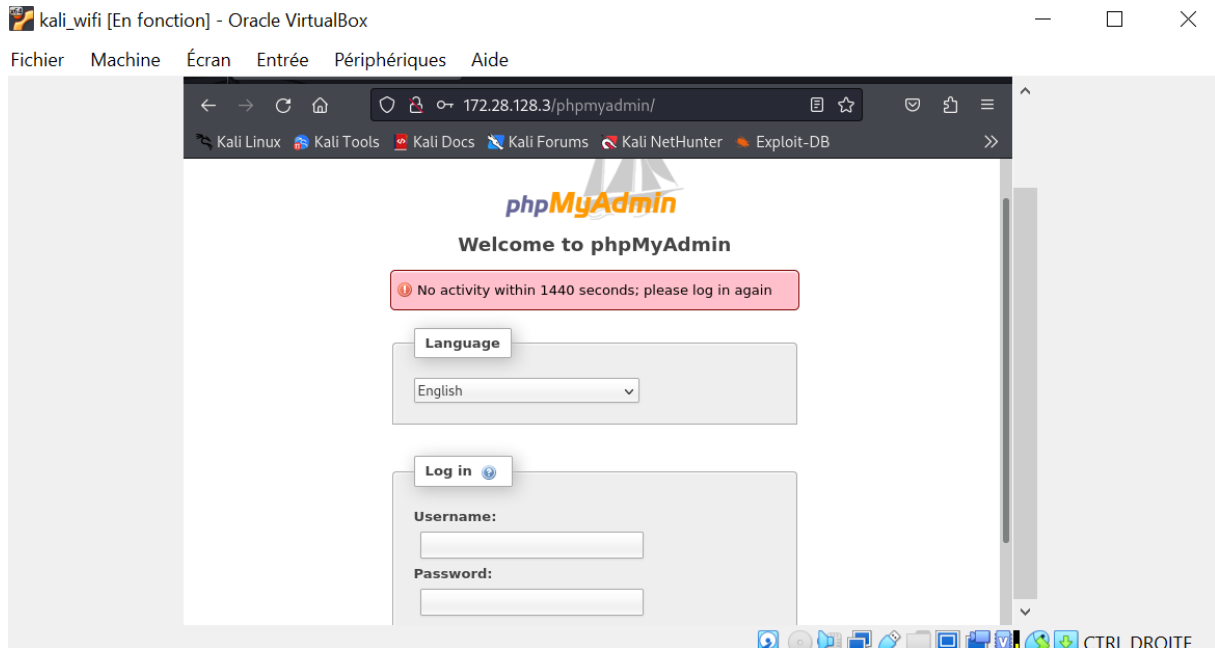 kali_wifi [En fonction] - Oracle VirtualBox
Fichier Machine Écran Entrée Périphériques Aide
172.28.128.3/phpmyadmin/
Kali Linux Kali Tools Kali Docs Kali Forums Kali NetHunter Exploit-DB
phpMyAdmin
Welcome to phpMyAdmin
No activity within 1440 seconds; please log in again
Language
English
Log in
Username:
Password:
CTRL DROITE